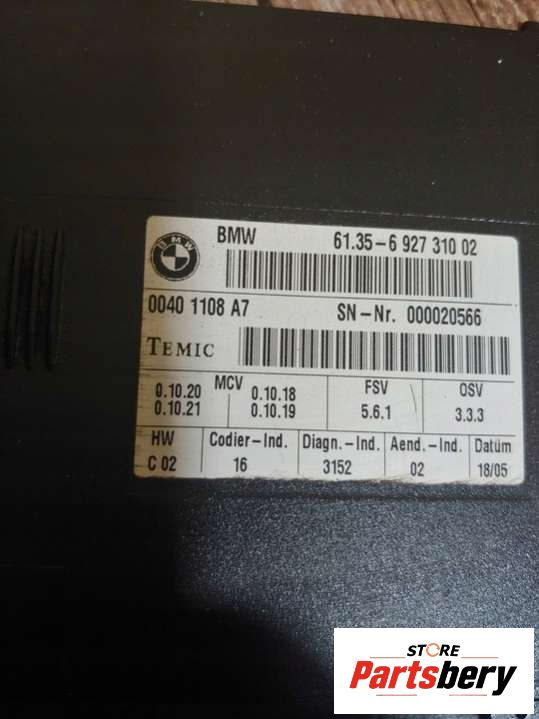 BMW
BMW 61.35-6 927 310 02
0040 1108 A7 SN-Nr. 000020566
TEMIC
0.10.20 MCV 0.10.18 FSV OSV
0.10.21 0.10.19 5.6.1 3.3.3
HW Codier-Ind. Diagn.-Ind. Aend.-Ind. Datum
C 02 16 3152 02 18/05
STORE
Partsbery